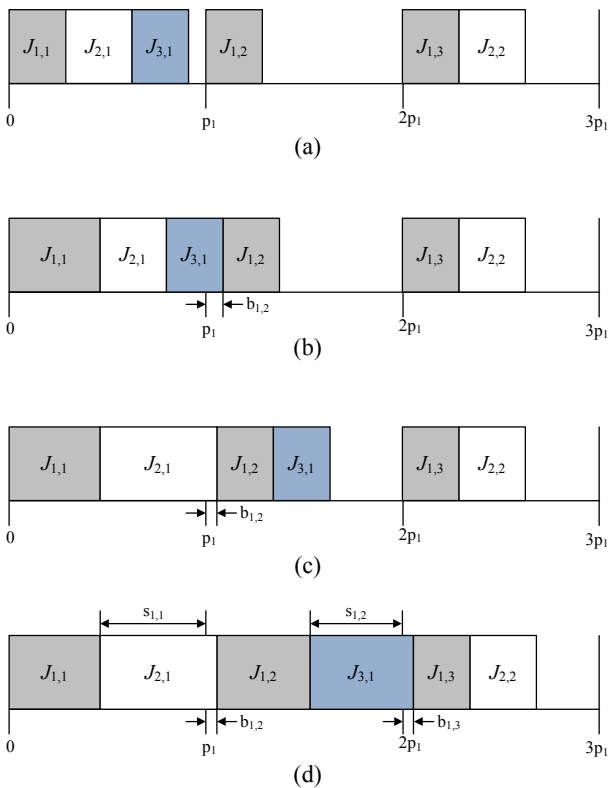 J1,1 J2,1 J3,1 J1,2 J1,3 J2,2
0 p1 2p1 3p1
(a)
J1,1 J2,1 J3,1 J1,2 J1,3 J2,2
b1,2
0 p1 2p1 3p1
(b)
J1,1 J2,1 J1,2 J3,1 J1,3 J2,2
b1,2
0 p1 2p1 3p1
(c)
s1,1 s1,2
J1,1 J2,1 J1,2 J3,1 J1,3 J2,2
b1,2 b1,3
0 p1 2p1 3p1
(d)